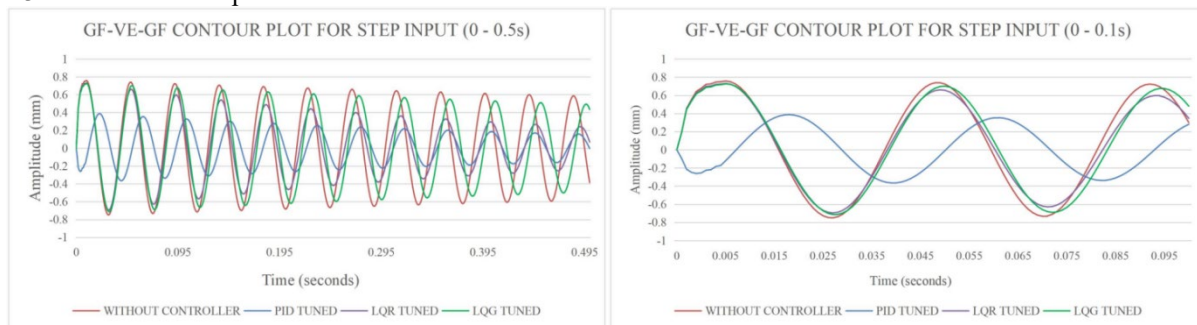 GF-VE-GF CONTOUR PLOT FOR STEP INPUT (0 - 0.5s)
1
0.8
0.6
0.4
0.2
0
-0.2
-0.4
-0.6
-0.8
-1
Amplitude (mm)
0 0.095 0.195 0.295 0.395 0.495
Time (seconds)
WITHOUT CONTROLLER PID TUNED LQR TUNED LQG TUNED
GF-VE-GF CONTOUR PLOT FOR STEP INPUT (0 - 0.1s)
1
0.8
0.6
0.4
0.2
0
-0.2
-0.4
-0.6
-0.8
-1
Amplitude (mm)
0 0.005 0.015 0.025 0.035 0.045 0.055 0.065 0.075 0.085 0.095
Time (seconds)
WITHOUT CONTROLLER PID TUNED LQR TUNED LQG TUNED